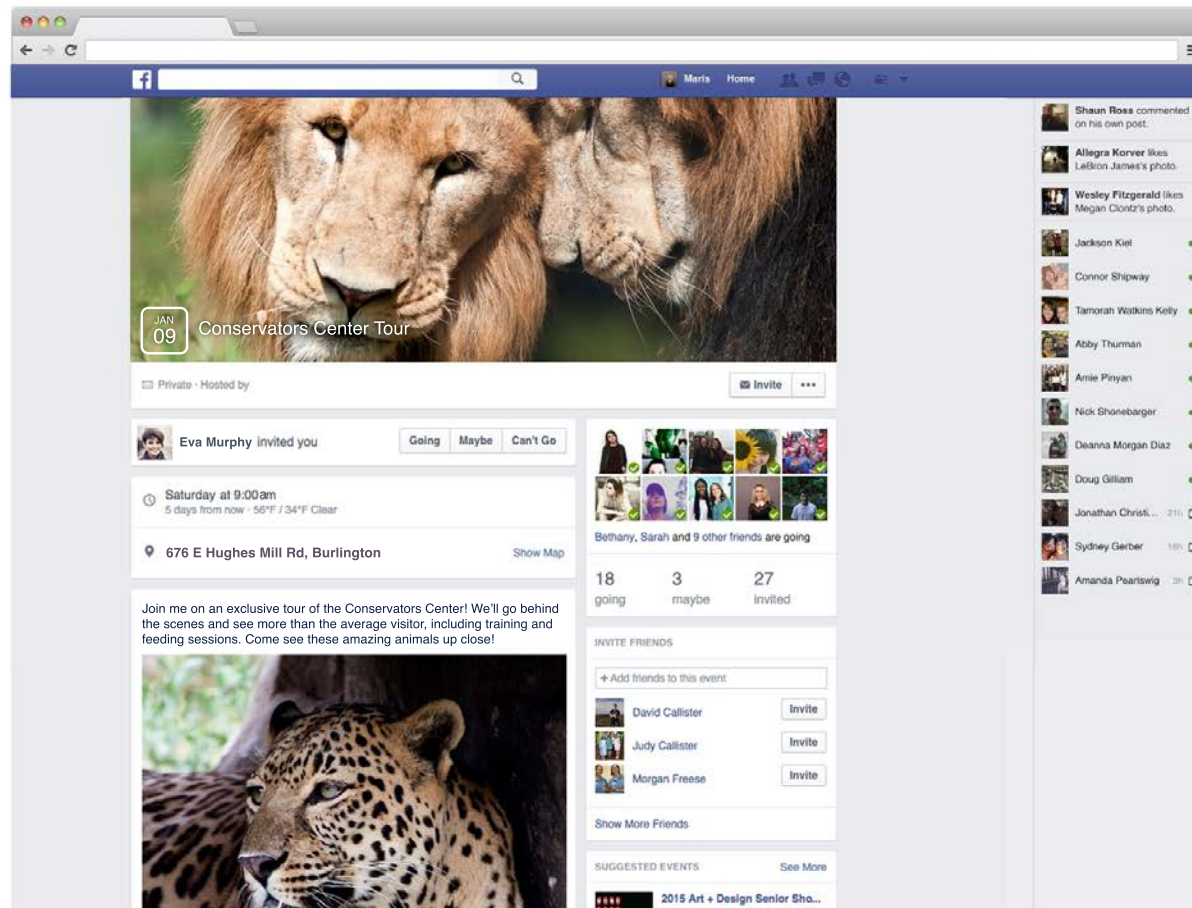 f
Maris Home
JAN
09
Conservators Center Tour
Private · Hosted by
Invite
Eva Murphy invited you
Going Maybe Can't Go
Saturday at 9:00am
5 days from now · 56°F / 34°F Clear
676 E Hughes Mill Rd, Burlington
Show Map
Join me on an exclusive tour of the Conservators Center! We'll go behind
the scenes and see more than the average visitor, including training and
feeding sessions. Come see these amazing animals up close!
Bethany, Sarah and 9 other friends are going
18 3 27
going maybe invited
INVITE FRIENDS
+ Add friends to this event
David Callister Invite
Judy Callister Invite
Morgan Freese Invite
Show More Friends
SUGGESTED EVENTS See More
2015 Art + Design Senior Sho...
Shaun Ross commented
on his own post.
Allegra Korver likes
LeBron James's photo.
Wesley Fitzgerald likes
Megan Clontz's photo.
Jackson Kiel
Connor Shipway
Tamorah Watkins Kelly
Abby Thurman
Amie Pinyan
Nick Shonebarger
Deanna Morgan Diaz
Doug Gilliam
Jonathan Christi... 21h
Sydney Gerber 16h
Amanda Pearlswig